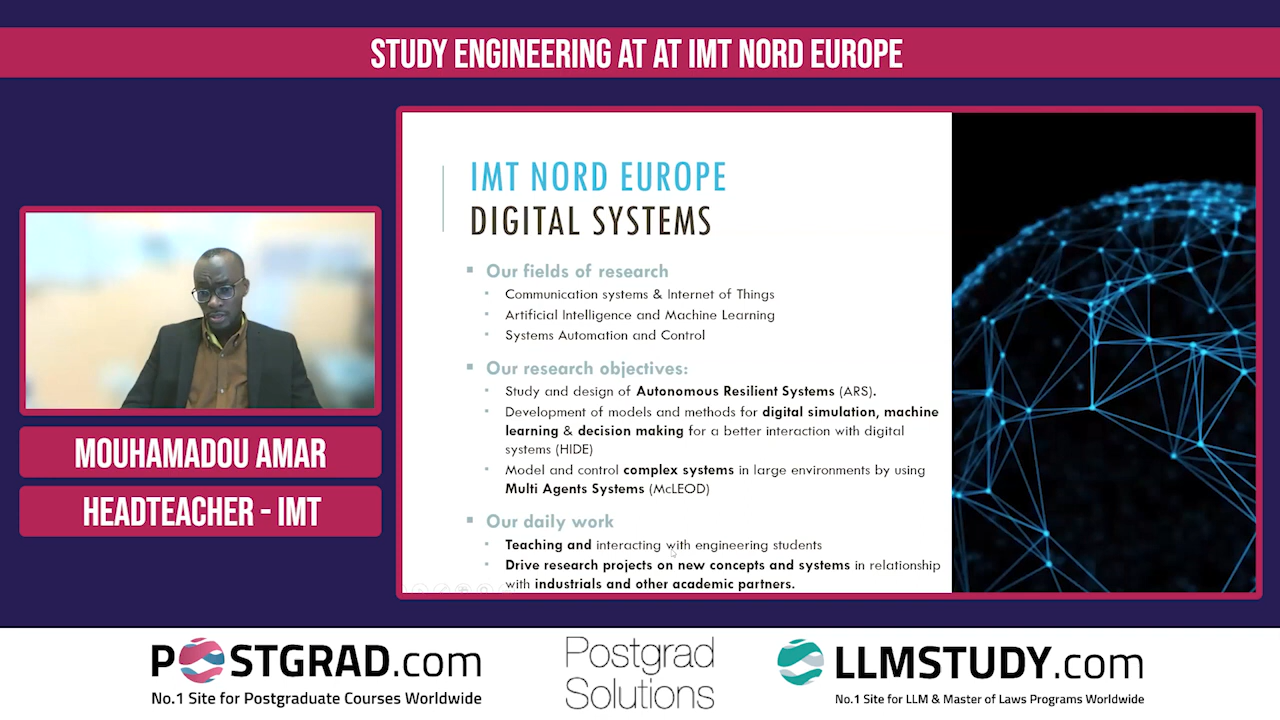 STUDY ENGINEERING AT AT IMT NORD EUROPE
IMT NORD EUROPE
DIGITAL SYSTEMS
Our fields of research
Communication systems & Internet of Things
Artificial Intelligence and Machine Learning
Systems Automation and Control
Our research objectives:
Study and design of Autonomous Resilient Systems (ARS).
Development of models and methods for digital simulation, machine
learning & decision making for a better interaction with digital
systems (HIDE)
Model and control complex systems in large environments by using
Multi Agents Systems (McLEOD)
Our daily work
Teaching and interacting with engineering students
Drive research projects on new concepts and systems in relationship
with industrials and other academic partners.
MOUHAMADOU AMAR
HEADTEACHER - IMT
POSTGRAD.com
No.1 Site for Postgraduate Courses Worldwide
Postgrad
Solutions
LLMSTUDY.com
No.1 Site for LLM & Master of Laws Programs Worldwide